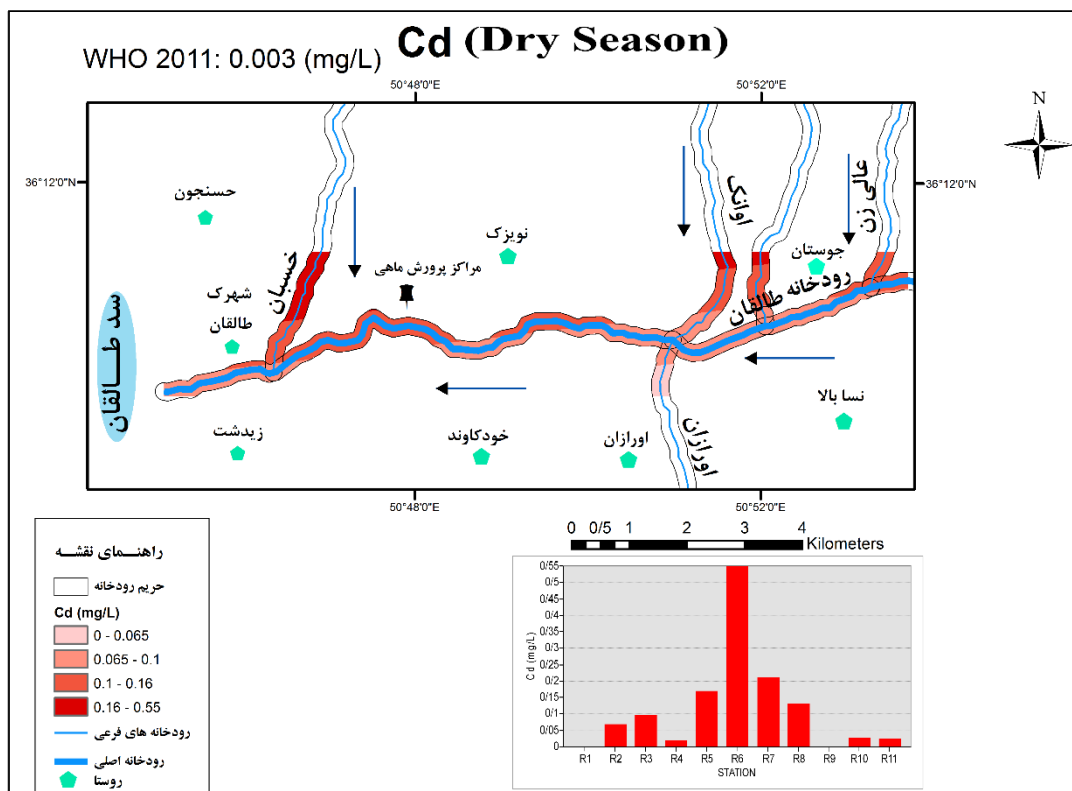 Cd (Dry Season)
WHO 2011: 0.003 (mg/L)
50°48'0"E
50°52'0"E
36°12'0"N
36°12'0"N
N
حسنجون
نویزک
جوستان
عالی زن
اوانک
خسبان
مراکز پرورش ماهی
شهرک
طالقان
رودخانه طالقان
سد طالقان
نسا بالا
زیدشت
خودکاوند
اورازان
اورازان
50°48'0"E
50°52'0"E
راهنمای نقشه
حریم رودخانه
Cd (mg/L)
0 - 0.065
0.065 - 0.1
0.1 - 0.16
0.16 - 0.55
رودخانه های فرعی
رودخانه اصلی
روستا
0 0/5 1 2 3 4
Kilometers
Cd (mg/L)
0/55
0/5
0/45
0/4
0/35
0/3
0/25
0/2
0/15
0/1
0/05
0
R1 R2 R3 R4 R5 R6 R7 R8 R9 R10 R11
STATION